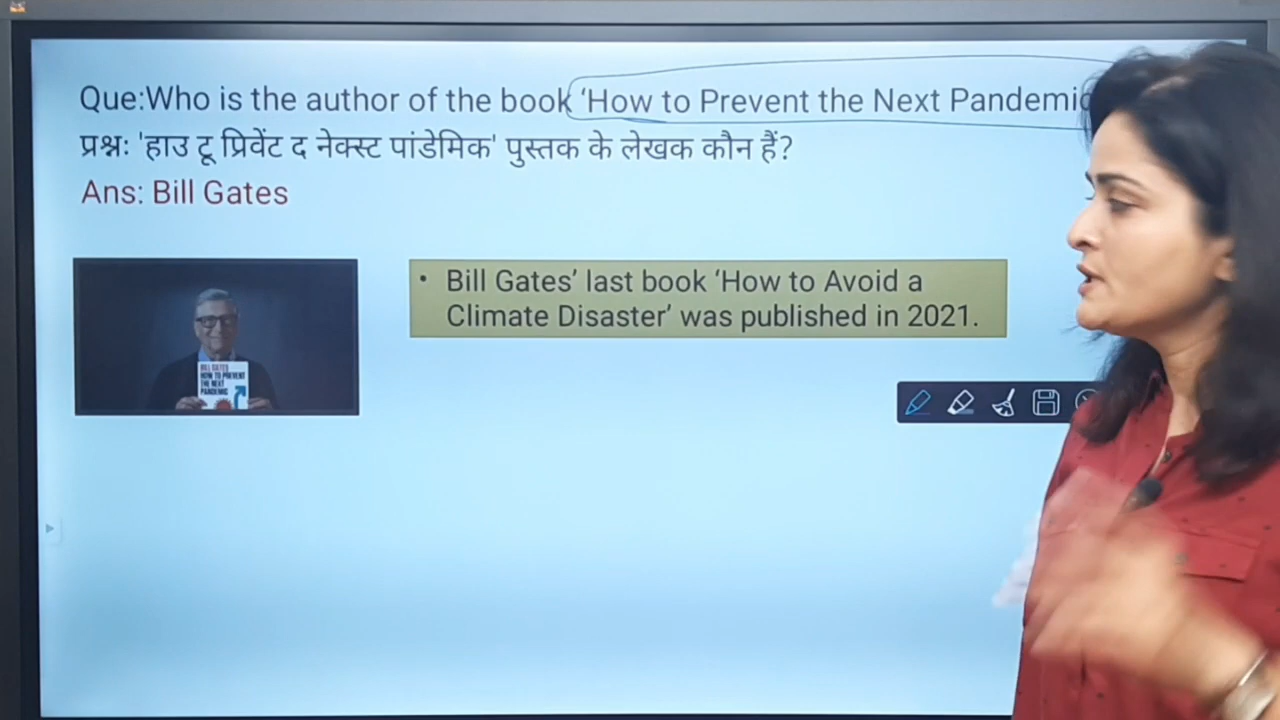 Que:Who is the author of the book ‘How to Prevent the Next Pandemic
प्रश्नः 'हाउ टू प्रिवेंट द नेक्स्ट पांडेमिक' पुस्तक के लेखक कौन हैं?
Ans: Bill Gates
• Bill Gates’ last book ‘How to Avoid a
Climate Disaster’ was published in 2021.
BILL GATES
HOW TO PREVENT
THE NEXT
PANDEMIC